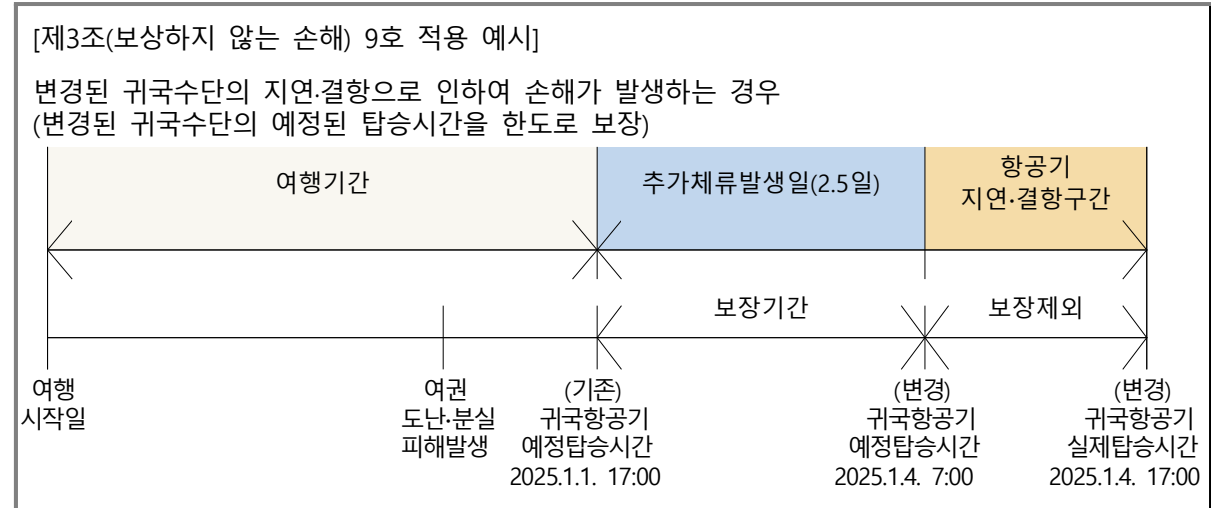 [제3조(보상하지 않는 손해) 9호 적용 예시]
변경된 귀국수단의 지연·결항으로 인하여 손해가 발생하는 경우
(변경된 귀국수단의 예정된 탑승시간을 한도로 보장)
여행기간
추가체류발생일(2.5일)
항공기
지연·결항구간
보장기간
보장제외
여행
시작일
여권
도난·분실
피해발생
(기존)
귀국항공기
예정탑승시간
2025.1.1. 17:00
(변경)
귀국항공기
예정탑승시간
2025.1.4. 7:00
(변경)
귀국항공기
실제탑승시간
2025.1.4. 17:00